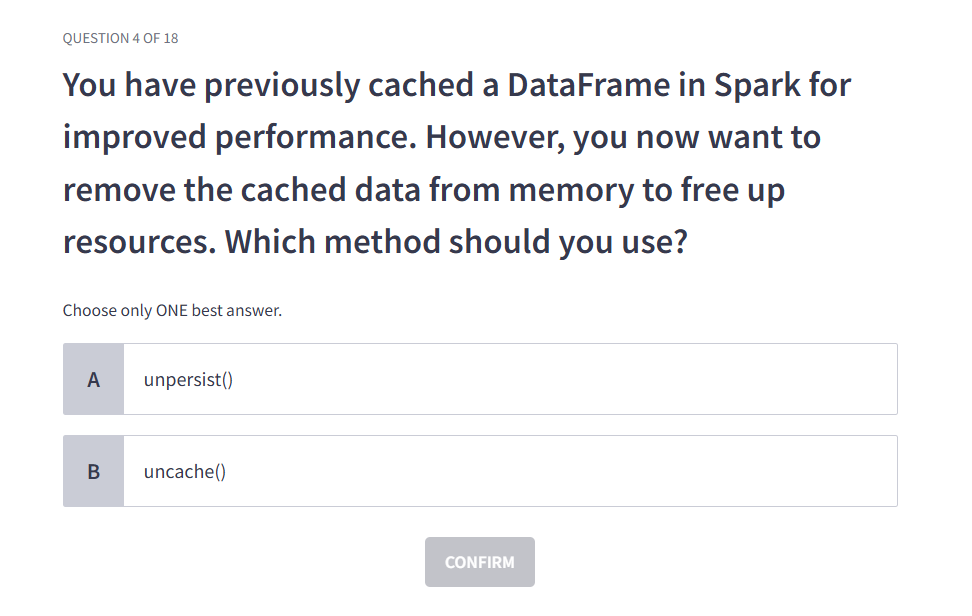 QUESTION 4 OF 18
You have previously cached a DataFrame in Spark for
improved performance. However, you now want to
remove the cached data from memory to free up
resources. Which method should you use?
Choose only ONE best answer.
A unpersist()
B uncache()
CONFIRM